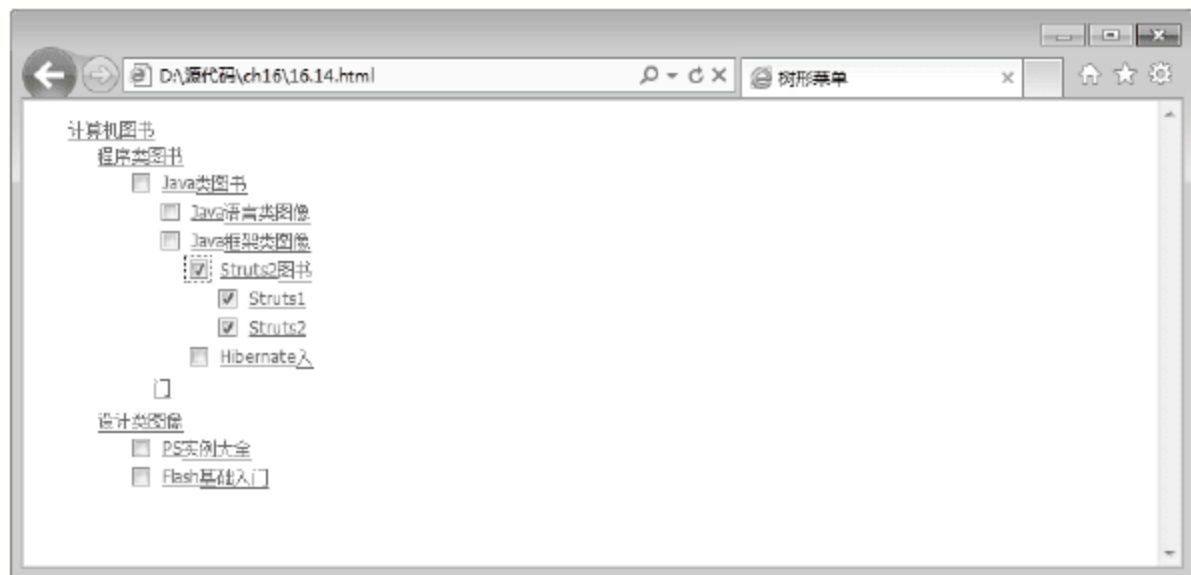 D:\源代码\ch16\16.14.html
树形菜单
计算机图书
程序类图书
Java类图书
Java语言类图像
Java框架类图像
Struts2图书
Struts1
Struts2
Hibernate入
门
设计类图像
PS实例大全
Flash基础入门